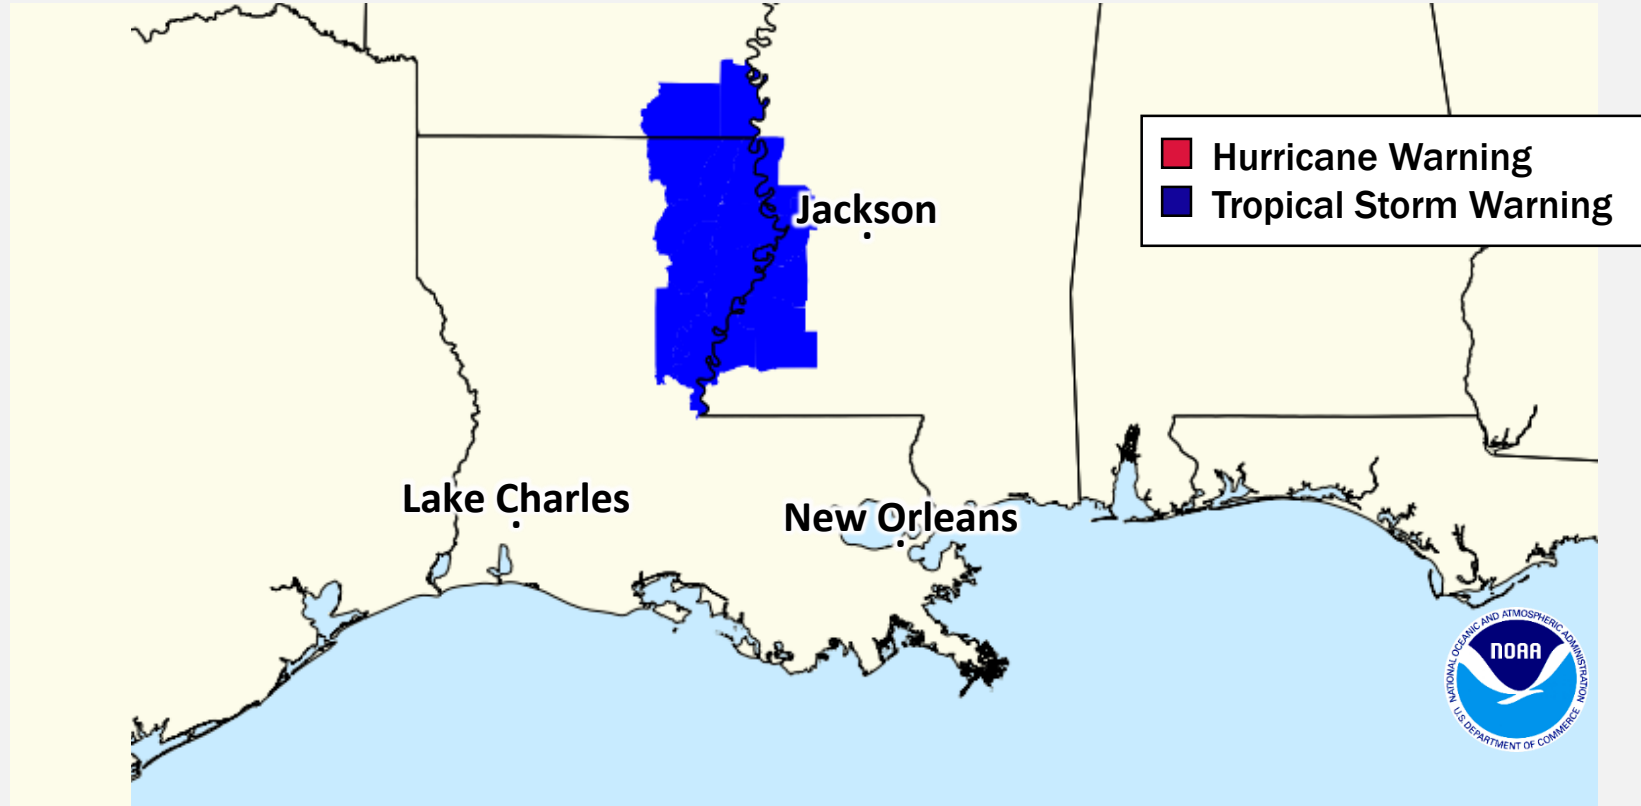 Hurricane Warning
Tropical Storm Warning
Jackson
Lake Charles
New Orleans
NATIONAL OCEANIC AND ATMOSPHERIC ADMINISTRATION
NOAA
U.S. DEPARTMENT OF COMMERCE